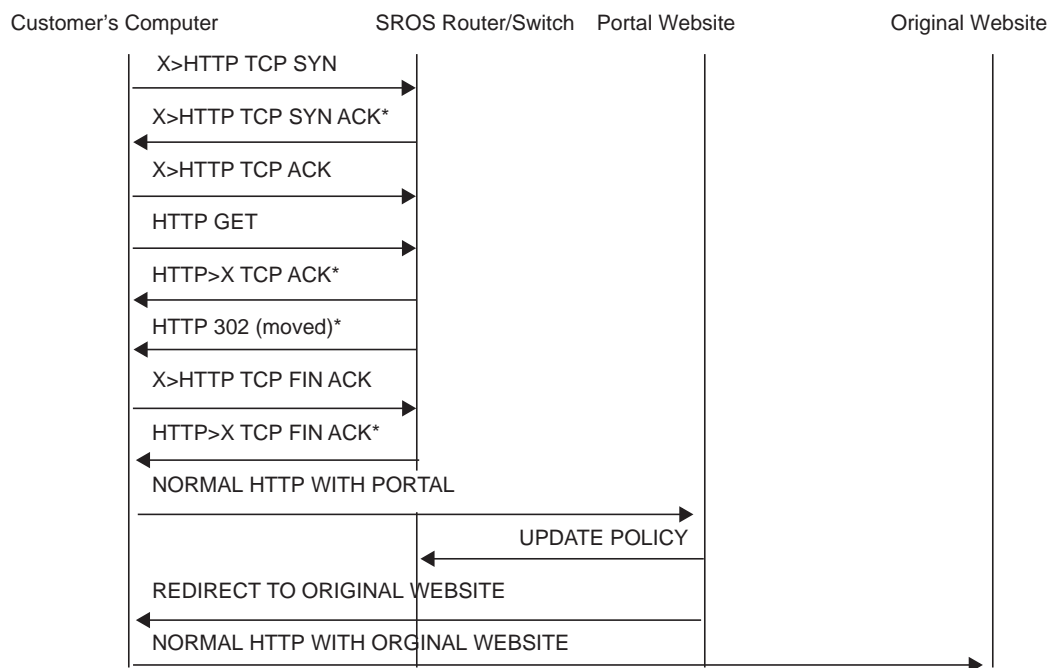 Customer's Computer SROS Router/Switch Portal Website Original Website
X>HTTP TCP SYN
X>HTTP TCP SYN ACK*
X>HTTP TCP ACK
HTTP GET
HTTP>X TCP ACK*
HTTP 302 (moved)*
X>HTTP TCP FIN ACK
HTTP>X TCP FIN ACK*
NORMAL HTTP WITH PORTAL
UPDATE POLICY
REDIRECT TO ORIGINAL WEBSITE
NORMAL HTTP WITH ORGINAL WEBSITE